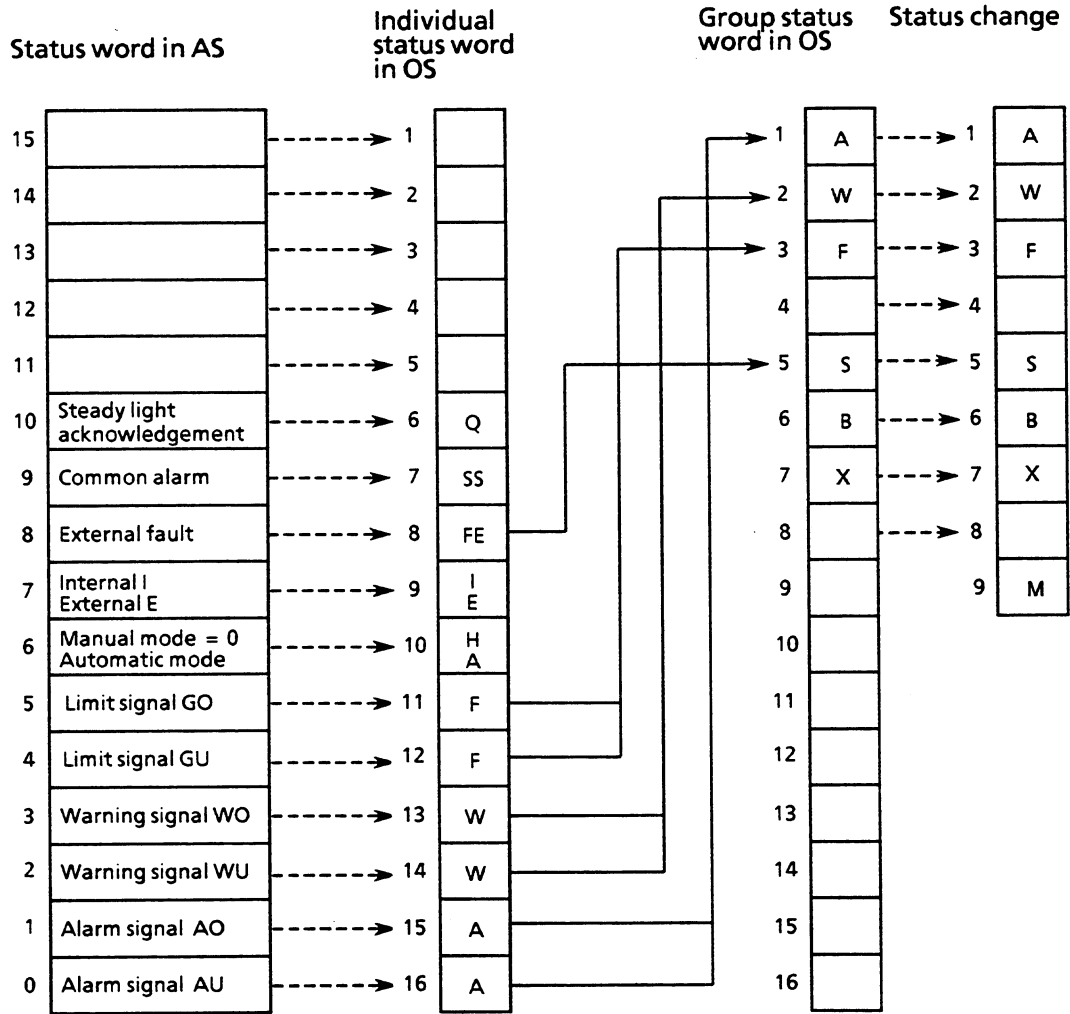 Status word in AS
Individual
status word
in OS
Group status
word in OS
Status change
15 1 1 A 1 A
14 2 2 W 2 W
13 3 3 F 3 F
12 4 4 4
11 5 5 S 5 S
10 Steady light
acknowledgement 6 Q 6 B 6 B
9 Common alarm 7 SS 7 X 7 X
8 External fault 8 FE 8 8
7 Internal I
External E 9 I
E 9 9 M
6 Manual mode = 0
Automatic mode 10 H
A 10
5 Limit signal GO 11 F 11
4 Limit signal GU 12 F 12
3 Warning signal WO 13 W 13
2 Warning signal WU 14 W 14
1 Alarm signal AO 15 A 15
0 Alarm signal AU 16 A 16